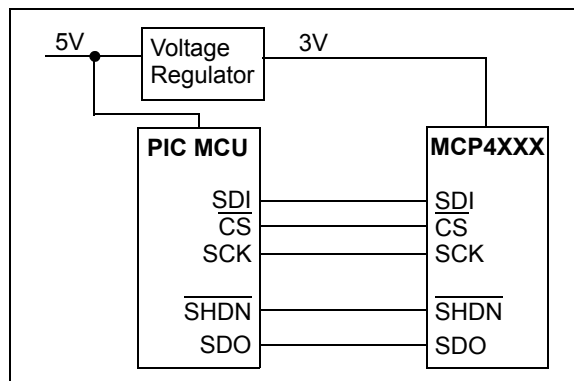 5V
Voltage
Regulator
3V
PIC MCU
MCP4XXX
SDI
SDI
CS
CS
SCK
SCK
SHDN
SHDN
SDO
SDO